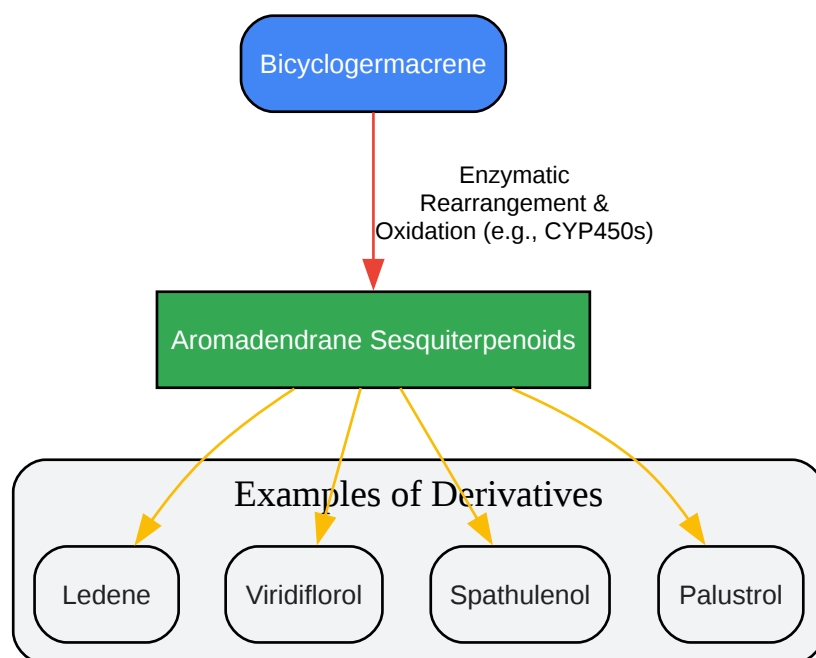 Bicyclogermacrene
Enzymatic
Rearrangement &
Oxidation (e.g., CYP450s)
Aromadendrane Sesquiterpenoids
Examples of Derivatives
Ledene
Viridiflorol
Spathulenol
Palustrol